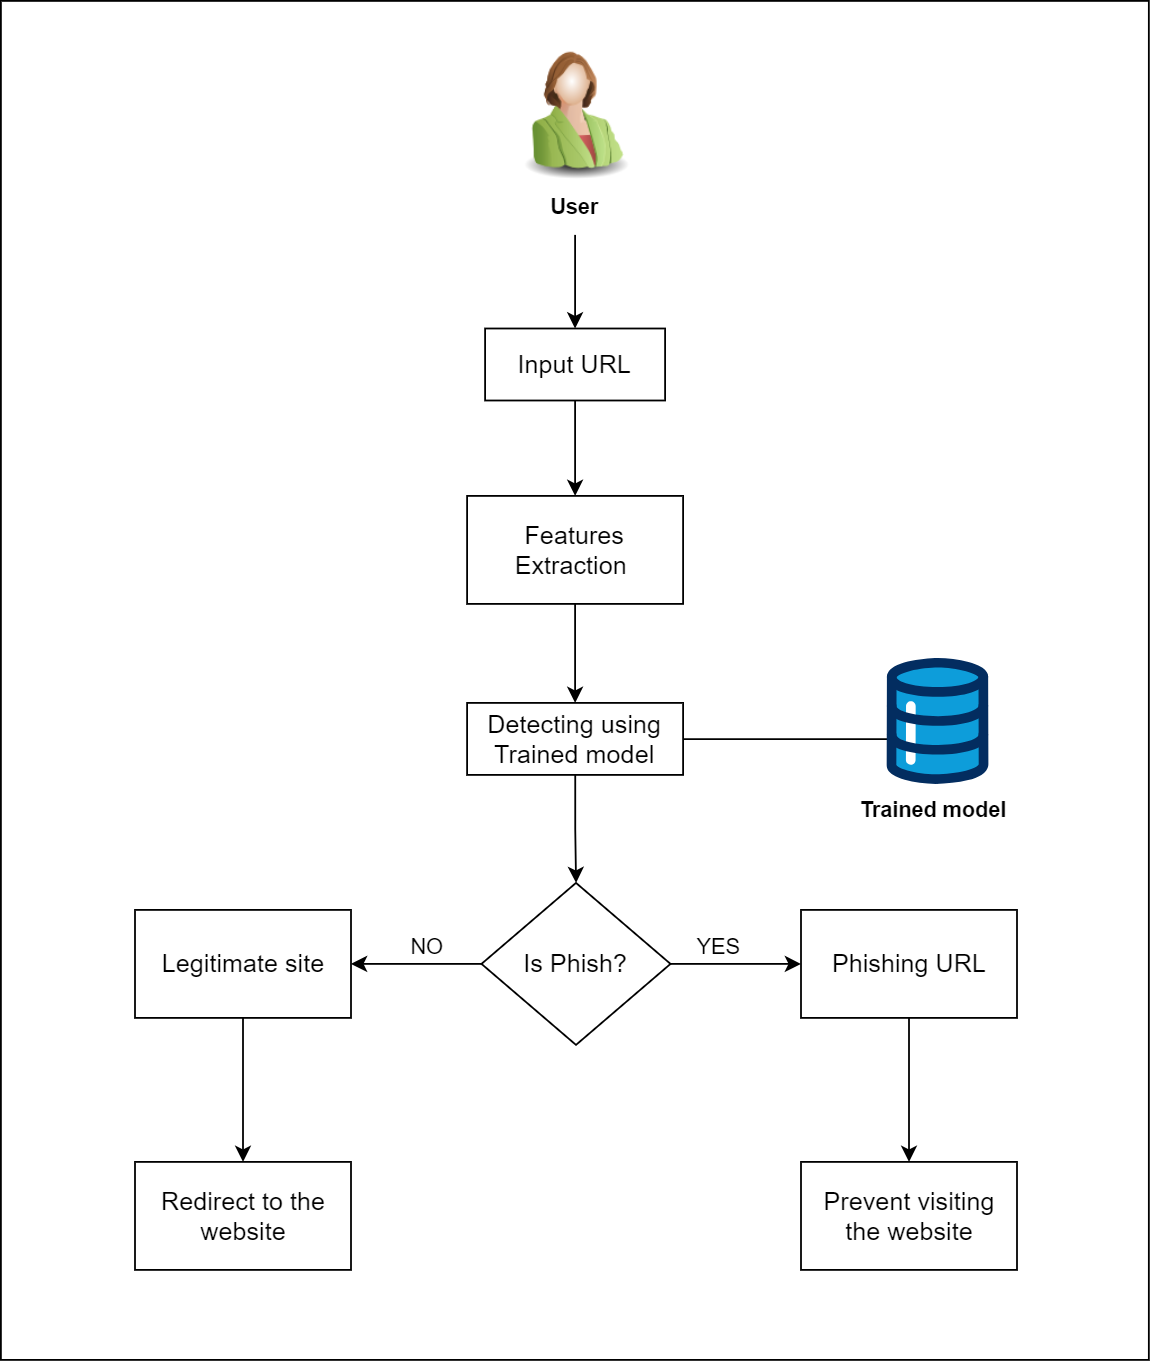 User
Input URL
Features
Extraction
Detecting using
Trained model
Trained model
NO
YES
Legitimate site
Is Phish?
Phishing URL
Redirect to the
website
Prevent visiting
the website